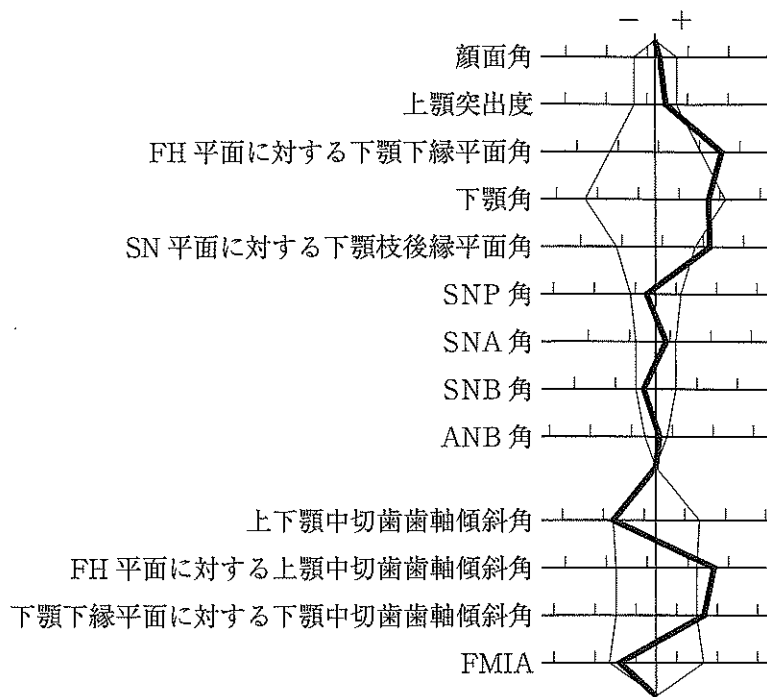 − +
顔面角
上顎突出度
FH 平面に対する下顎下縁平面角
下顎角
SN 平面に対する下顎枝後縁平面角
SNP 角
SNA 角
SNB 角
ANB 角
上下顎中切歯歯軸傾斜角
FH 平面に対する上顎中切歯歯軸傾斜角
下顎下縁平面に対する下顎中切歯歯軸傾斜角
FMIA